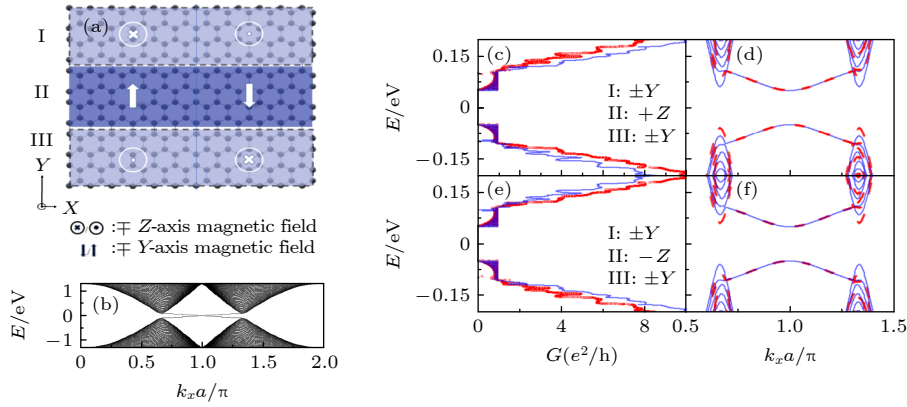 (a)
I
II
III
Y
X
:∓ Z-axis magnetic field
:∓ Y-axis magnetic field
(b)
E/eV
1
0
−1
0
0.5
1.0
1.5
2.0
kₓa/π
(c)
E/eV
0.15
0
−0.15
I: ±Y
II: +Z
III: ±Y
(d)
(e)
E/eV
0.15
0
−0.15
I: ±Y
II: −Z
III: ±Y
0
4
8
G(e²/h)
(f)
0.5
1.0
1.5
kₓa/π